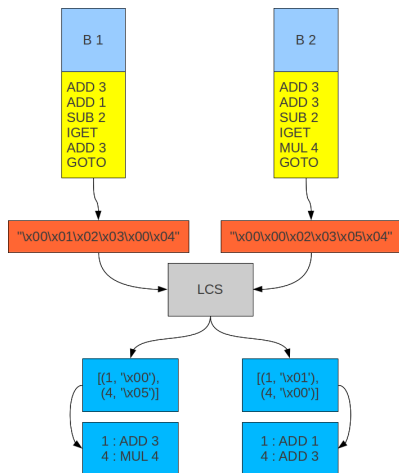 B 1
ADD 3
ADD 1
SUB 2
IGET
ADD 3
GOTO
B 2
ADD 3
ADD 3
SUB 2
IGET
MUL 4
GOTO
"\x00\x01\x02\x03\x00\x04"
"\x00\x00\x02\x03\x05\x04"
LCS
[(1, '\x00'),
(4, '\x05')]
[(1, '\x01'),
(4, '\x00')]
1 : ADD 3
4 : MUL 4
1 : ADD 1
4 : ADD 3